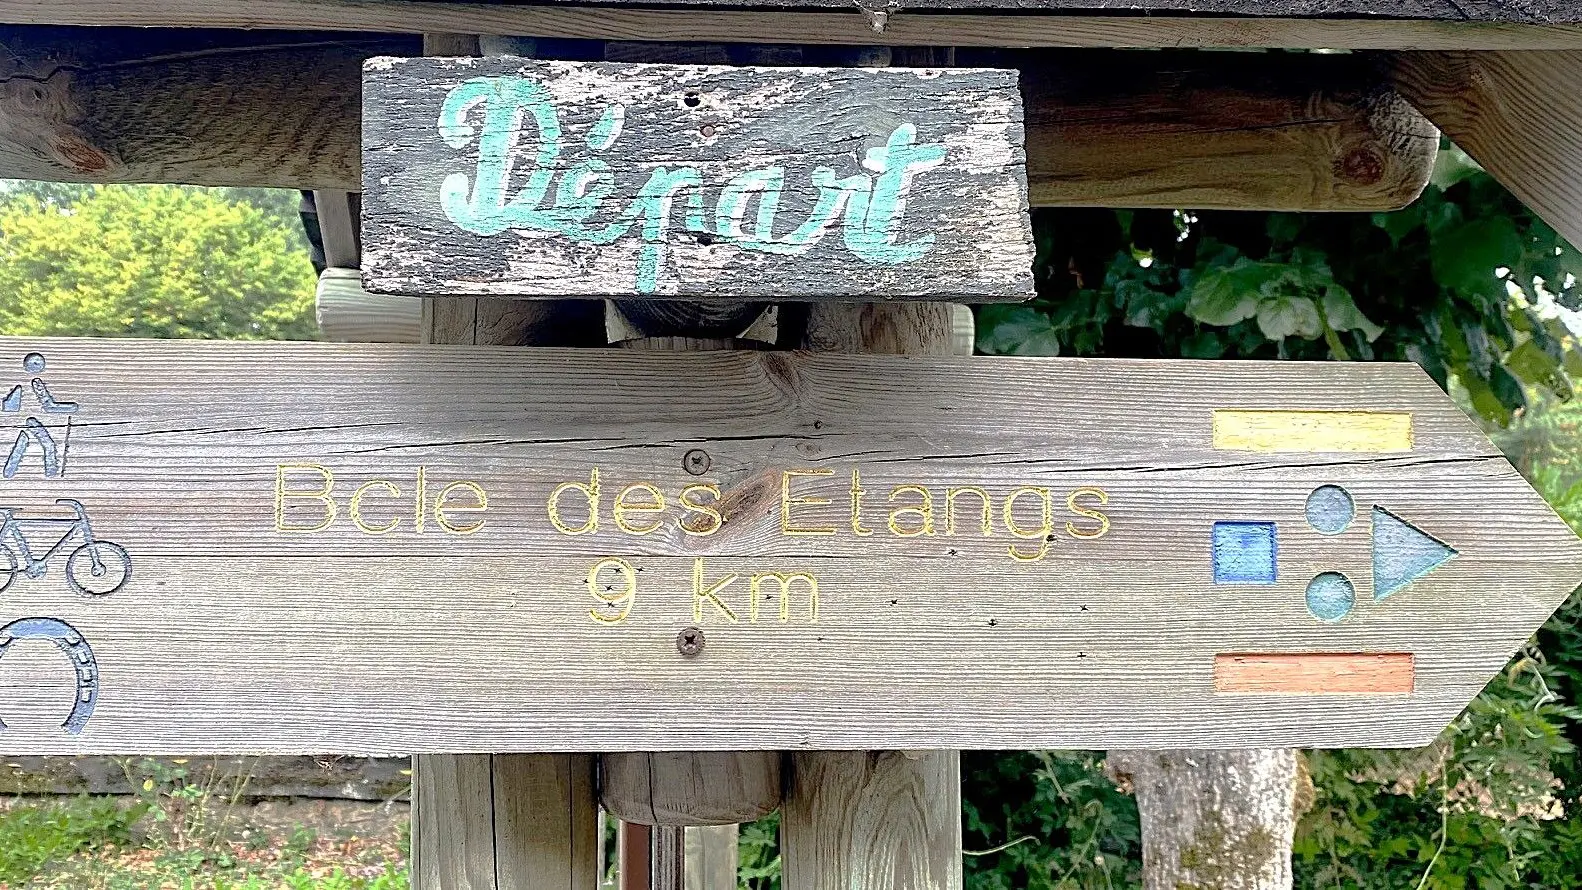 Départ
Bcle des Etangs
9 km